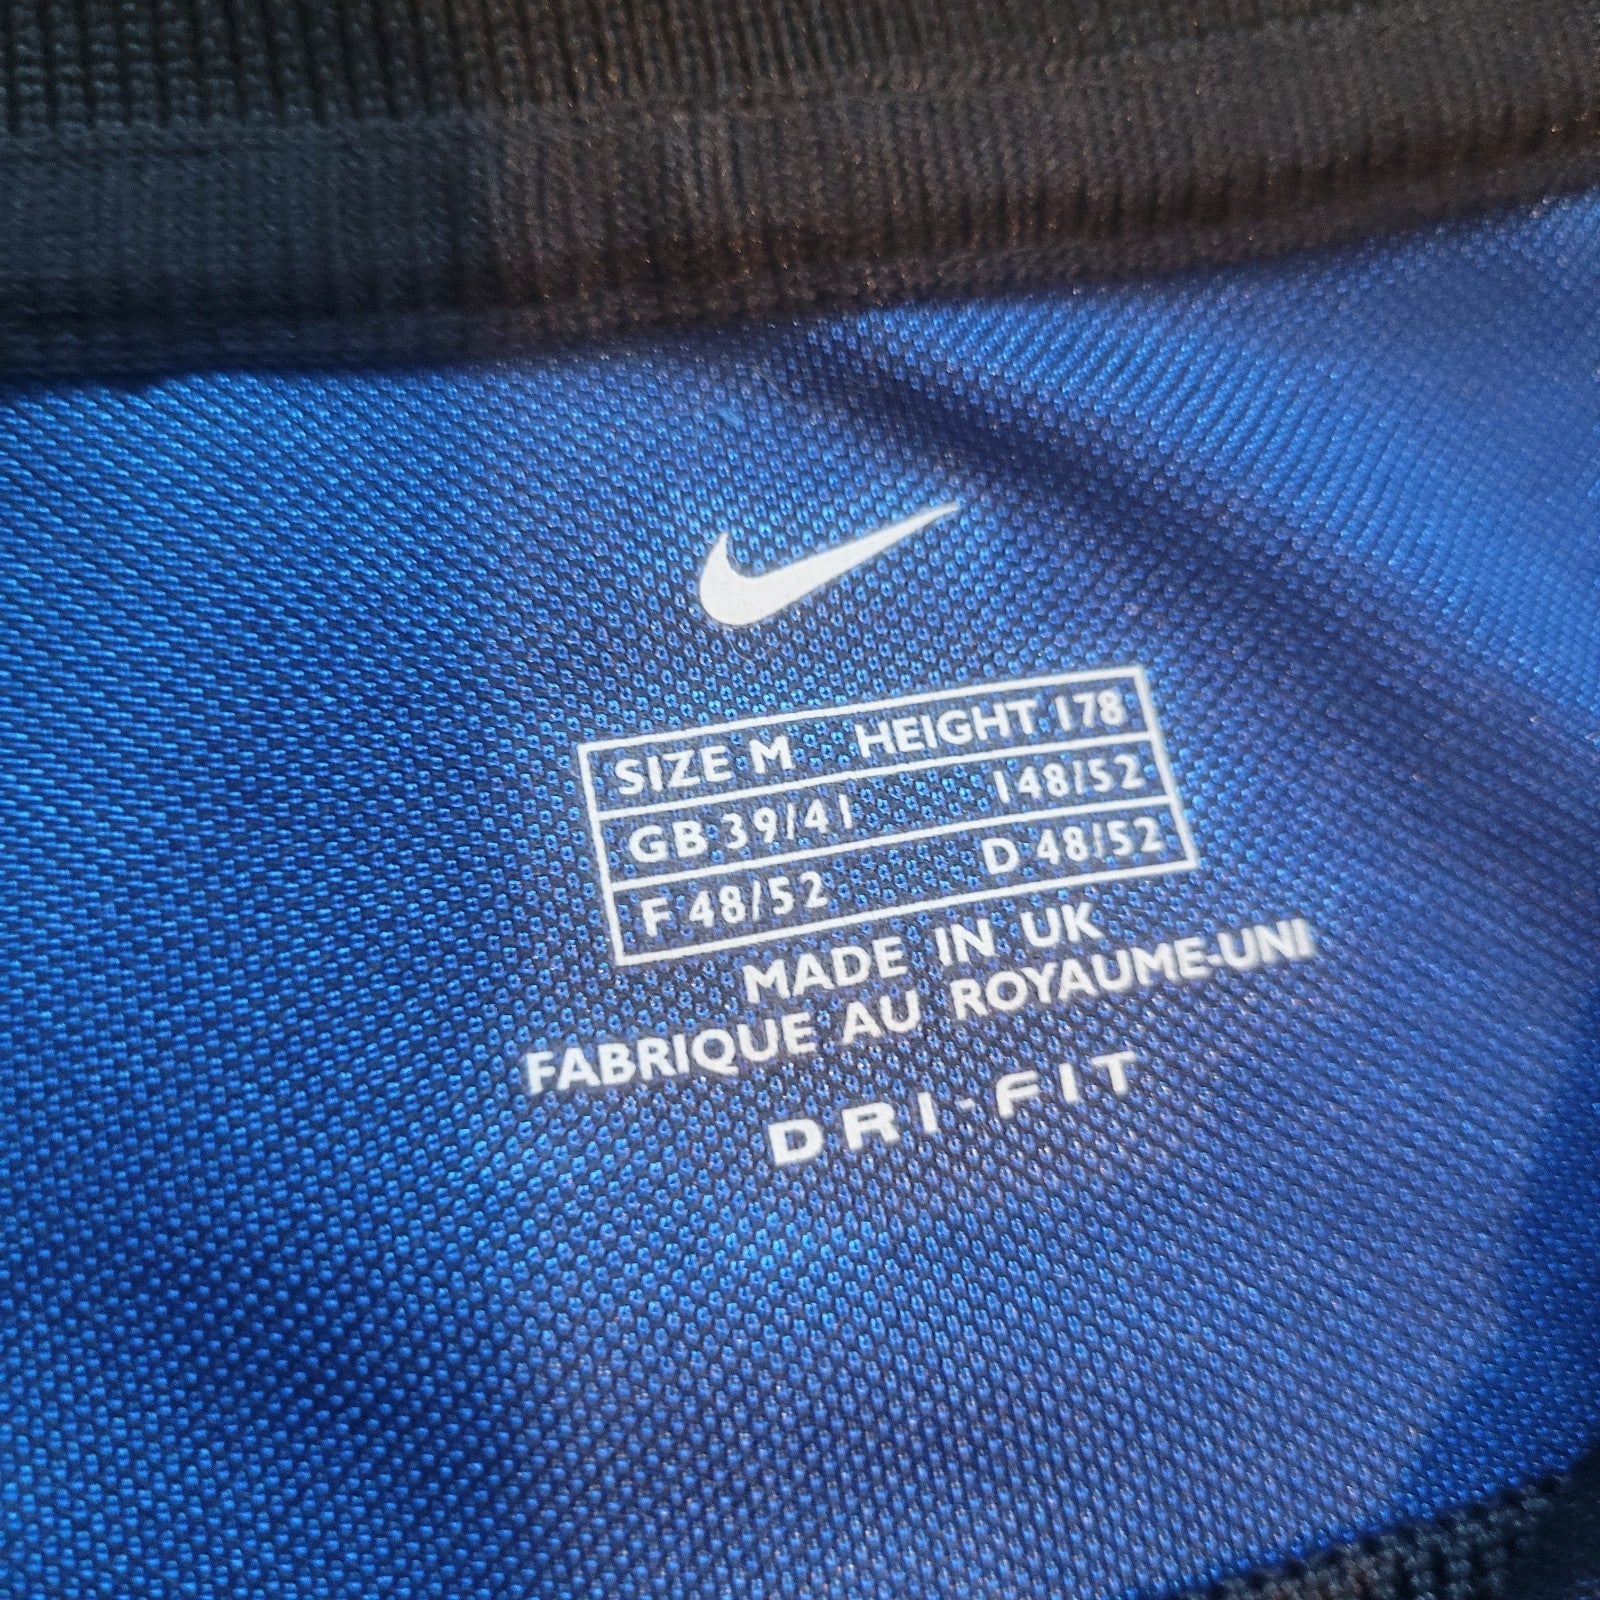 SIZE M HEIGHT 178
GB 39/41 I 48/52
F 48/52 D 48/52
MADE IN UK
FABRIQUE AU ROYAUME-UNI
DRI-FIT